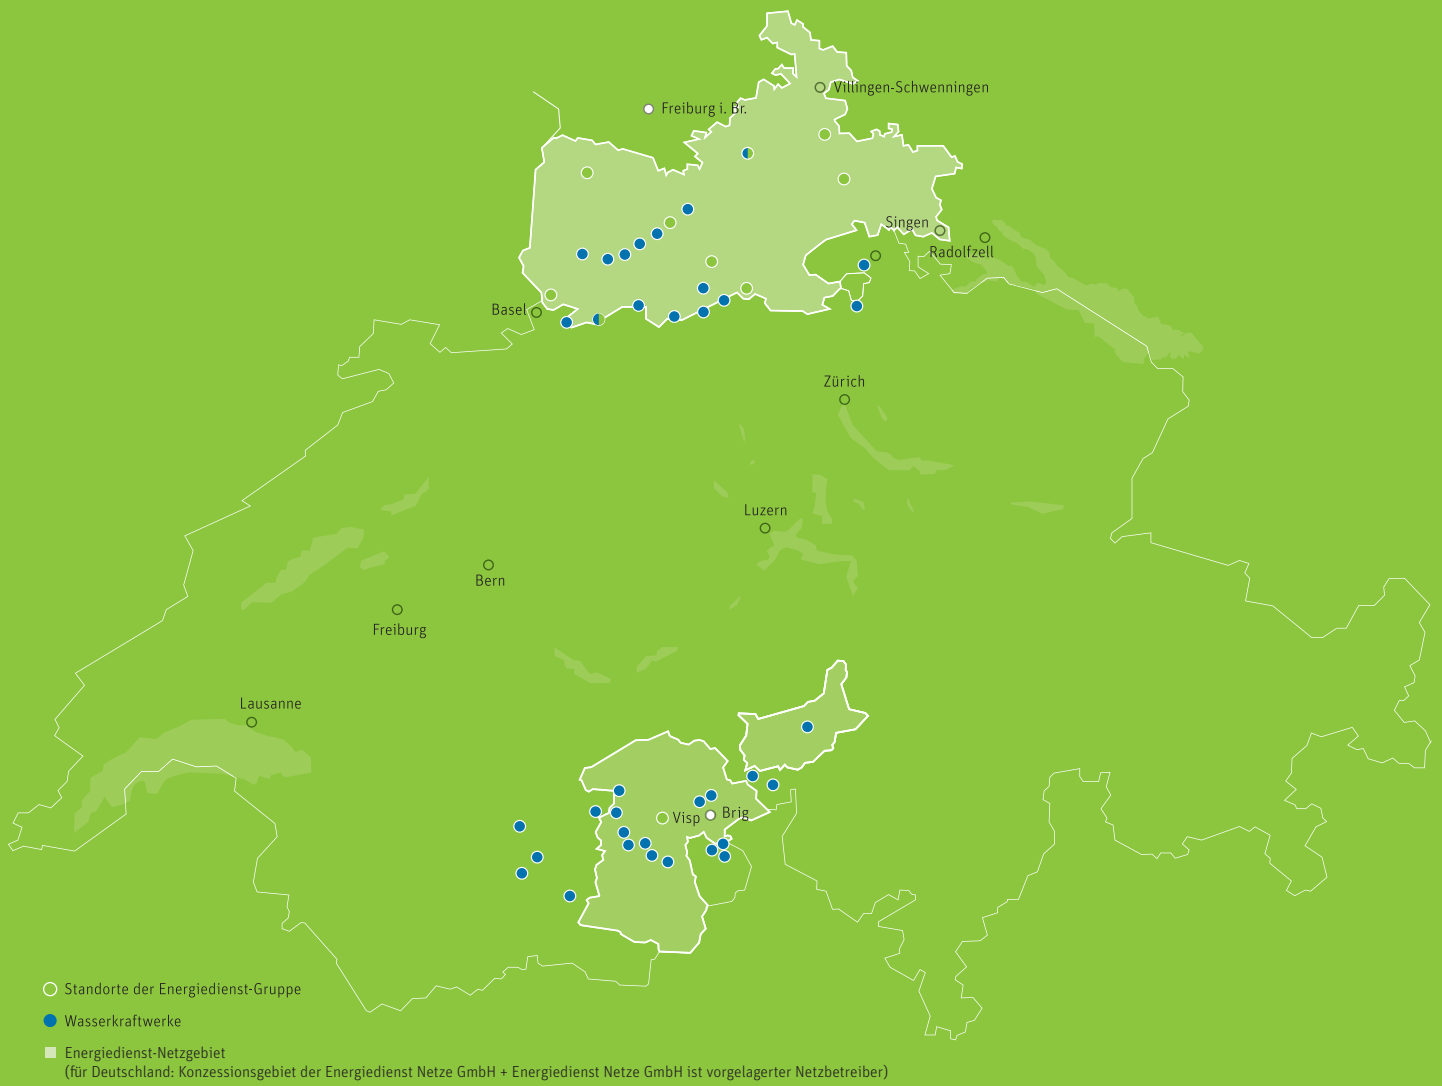 Villingen-Schwenningen
Freiburg i. Br.
Singen
Radolfzell
Basel
Zürich
Luzern
Bern
Freiburg
Lausanne
Visp
Brig
Standorte der Energiedienst-Gruppe
Wasserkraftwerke
Energiedienst-Netzgebiet
(für Deutschland: Konzessionsgebiet der Energiedienst Netze GmbH + Energiedienst Netze GmbH ist vorgelagerter Netzbetreiber)